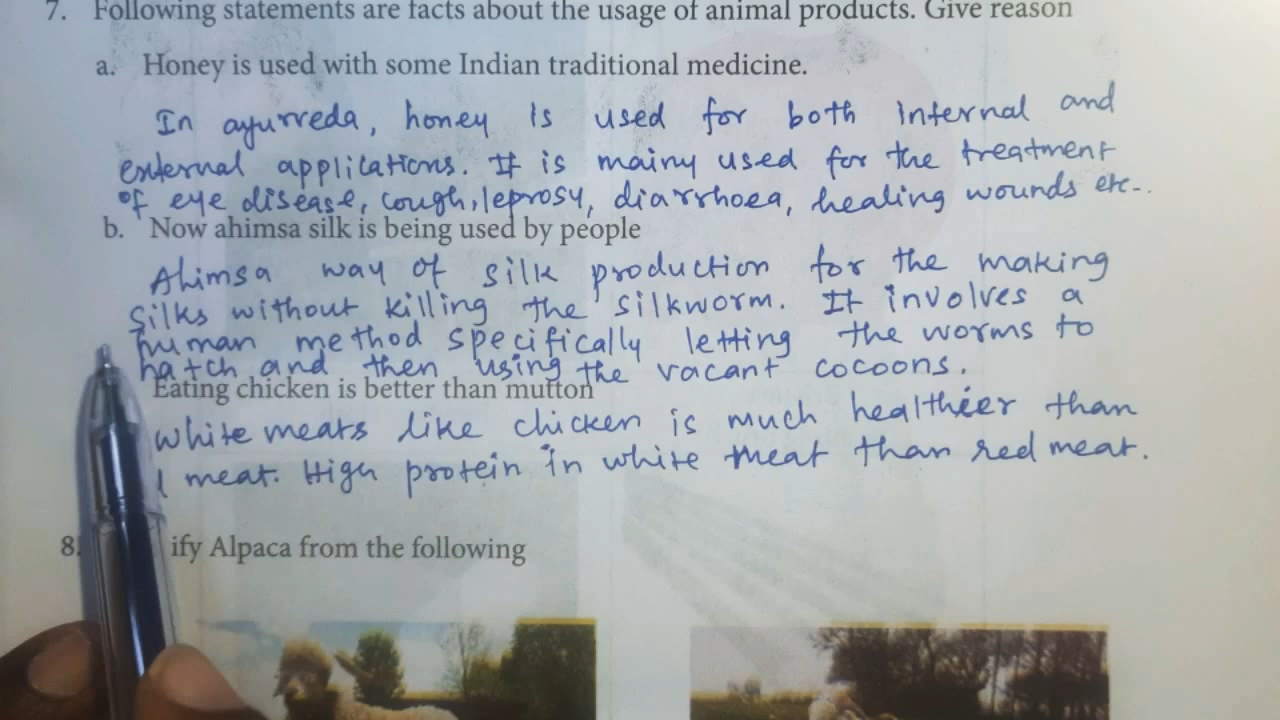 7. Following statements are facts about the usage of animal products. Give reason
a. Honey is used with some Indian traditional medicine.
In ayurveda, honey is used for both internal and
external applications. It is mainy used for the treatment
of eye disease, cough, leprosy, diarrhoea, healing wounds etc..
b. Now ahimsa silk is being used by people
Ahimsa way of silk production for the making
silks without killing the silkworm. It involves a
human method specifically letting the worms to
hatch and then using the vacant cocoons.
Eating chicken is better than mutton
white meats like chicken is much healthier than
meat. High protein in white meat than red meat.
8. ify Alpaca from the following